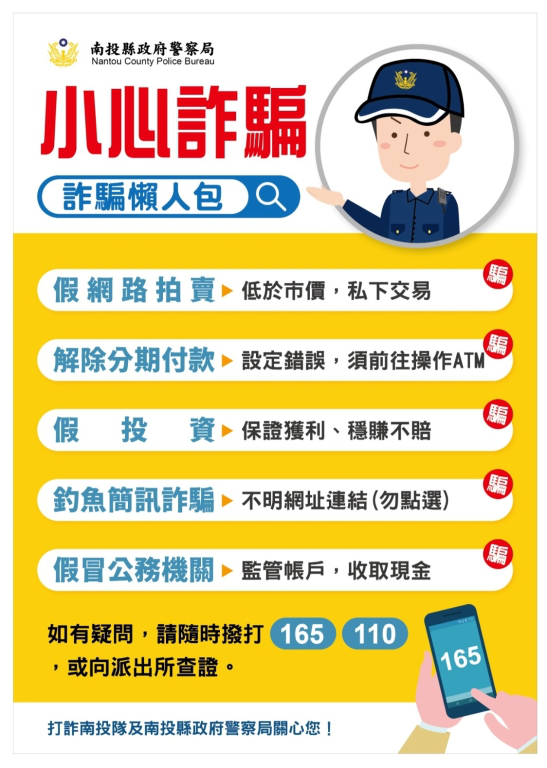 南投縣政府警察局
Nantou County Police Bureau
小心詐騙
詐騙懶人包
騙
假網路拍賣▶低於市價，私下交易
騙
解除分期付款▶設定錯誤，須前往操作ATM
騙
假投資▶保證獲利、穩賺不賠
騙
釣魚簡訊詐騙▶不明網址連結(勿點選)
騙
假冒公務機關▶監管帳戶，收取現金
如有疑問，請隨時撥打 165 110
，或向派出所查證。
165
打詐南投隊及南投縣政府警察局關心您！